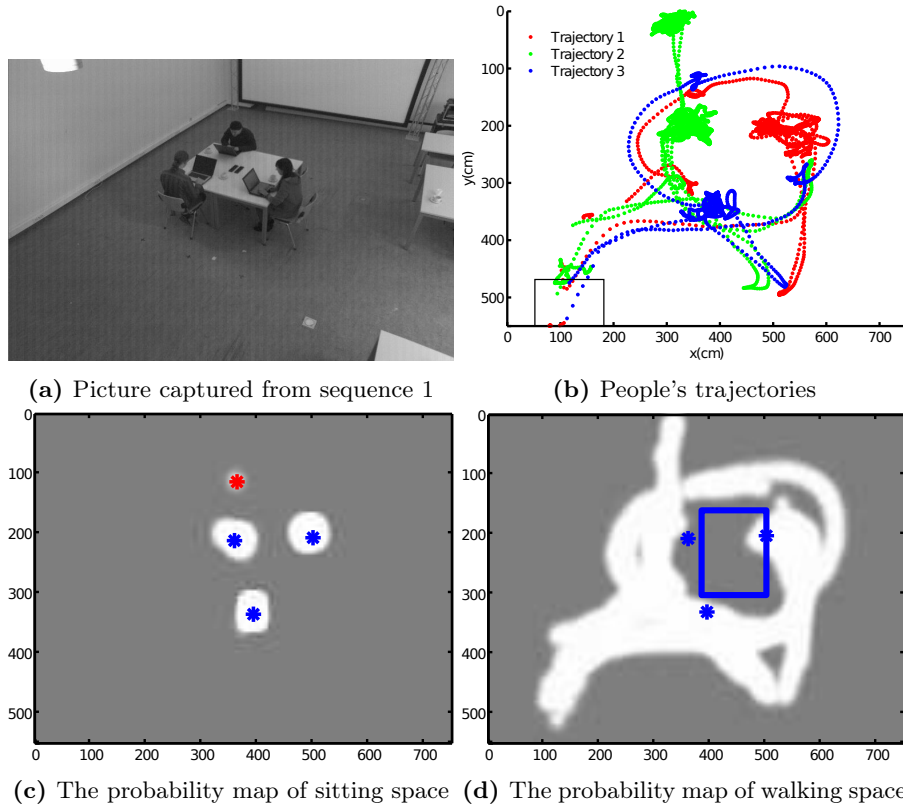 0
Trajectory 1
Trajectory 2
Trajectory 3
100
200
y(cm)
300
400
500
0 100 200 300 400 500 600 700
x(cm)
(a) Picture captured from sequence 1
(b) People's trajectories
0
100
200
300
400
500
0 100 200 300 400 500 600 700
0
100
200
300
400
500
100 200 300 400 500 600 700
(c) The probability map of sitting space
(d) The probability map of walking space